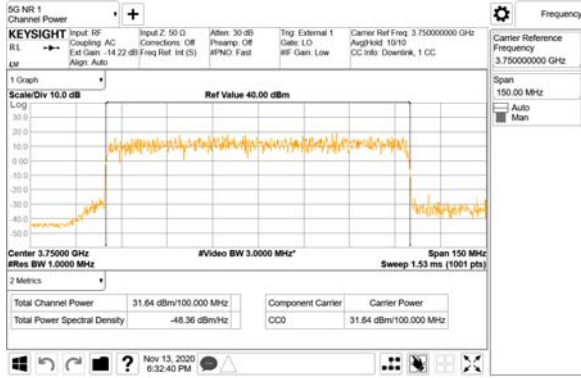 5G NR 1
Channel Power
Frequency
KEYSIGHT
RL
Input: RF
Coupling: AC
Ext Gain: -14.22 dB
Align: Auto
Input Z: 50 Ω
Corrections: Off
Freq Ref: Int (S)
Atten: 30 dB
Preamp: Off
#PNO: Fast
Trig: External 1
Gate: LO
#IF Gain: Low
Carrier Ref Freq: 3.750000000 GHz
Avg|Hold: 10/10
CC Info: Downlink, 1 CC
Carrier Reference
Frequency
3.750000000 GHz
Span
150.00 MHz
Auto
Man
1 Graph
Scale/Div 10.0 dB
Ref Value 40.00 dBm
Log
30.0
20.0
10.0
0.00
-10.0
-20.0
-30.0
-40.0
-50.0
Center 3.75000 GHz
#Video BW 3.0000 MHz*
Span 150 MHz
#Res BW 1.0000 MHz
Sweep 1.53 ms (1001 pts)
2 Metrics
Total Channel Power 31.64 dBm/100.000 MHz
Total Power Spectral Density -48.36 dBm/Hz
Component Carrier Carrier Power
CC0 31.64 dBm/100.000 MHz
?
Nov 13, 2020
6:32:40 PM